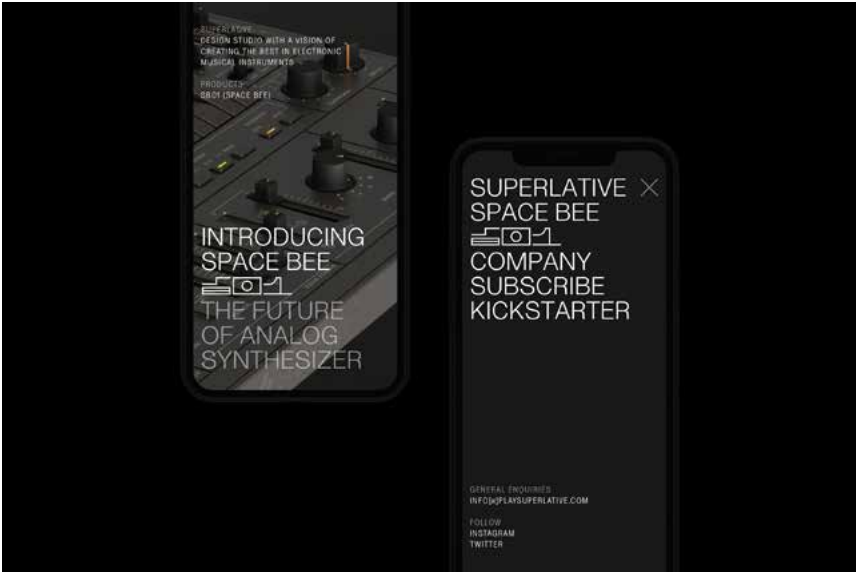 SUPERLATIVE
DESIGN STUDIO WITH A VISION OF
CREATING THE BEST IN ELECTRONIC
MUSICAL INSTRUMENTS
PRODUCTS
SB01 (SPACE BEE)
INTRODUCING
SPACE BEE
THE FUTURE
OF ANALOG
SYNTHESIZER
SUPERLATIVE
SPACE BEE
COMPANY
SUBSCRIBE
KICKSTARTER
GENERAL ENQUIRIES
INFO[a]PLAYSUPERLATIVE.COM
FOLLOW
INSTAGRAM
TWITTER